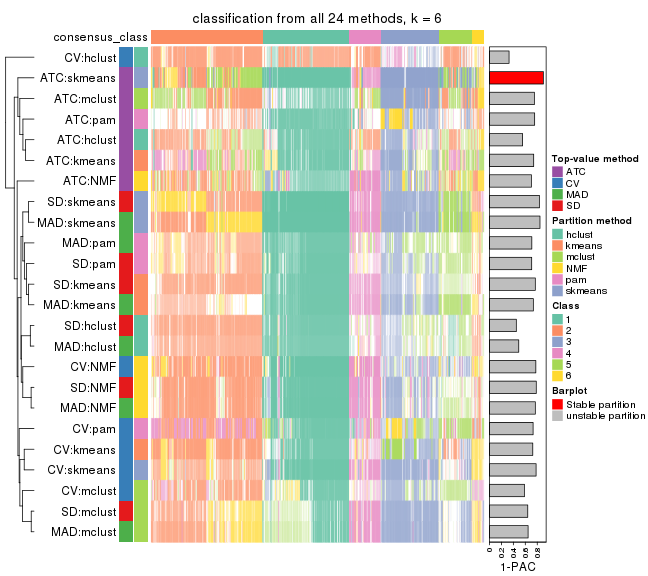 classification from all 24 methods, k = 6
consensus_class
CV:hclust
ATC:skmeans
ATC:mclust
ATC:pam
ATC:hclust
ATC:kmeans
ATC:NMF
SD:skmeans
MAD:skmeans
MAD:pam
SD:pam
SD:kmeans
MAD:kmeans
SD:hclust
MAD:hclust
CV:NMF
SD:NMF
MAD:NMF
CV:pam
CV:kmeans
CV:skmeans
CV:mclust
SD:mclust
MAD:mclust
0 0.2 0.4 0.6 0.8
1-PAC
Top-value method
ATC
CV
MAD
SD
Partition method
hclust
kmeans
mclust
NMF
pam
skmeans
Class
1
2
3
4
5
6
Barplot
Stable partition
unstable partition